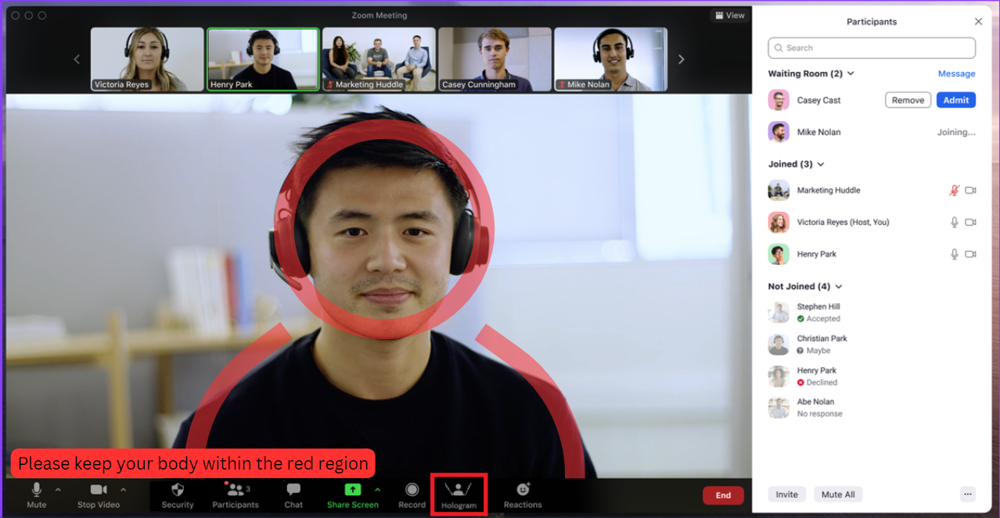 Zoom Meeting
View
Victoria Reyes
Henry Park
Marketing Huddle
Casey Cunningham
Mike Nolan
Please keep your body within the red region
Mute
Stop Video
Security
3
Participants
Chat
Share Screen
Record
Hologram
Reactions
End
Participants
Search
Waiting Room (2)
Message
Casey Cast
Remove
Admit
Mike Nolan
Joining...
Joined (3)
Marketing Huddle
Victoria Reyes (Host, You)
Henry Park
Not Joined (4)
Stephen Hill
Accepted
Christian Park
Maybe
Henry Park
Declined
Abe Nolan
No response
Invite
Mute All